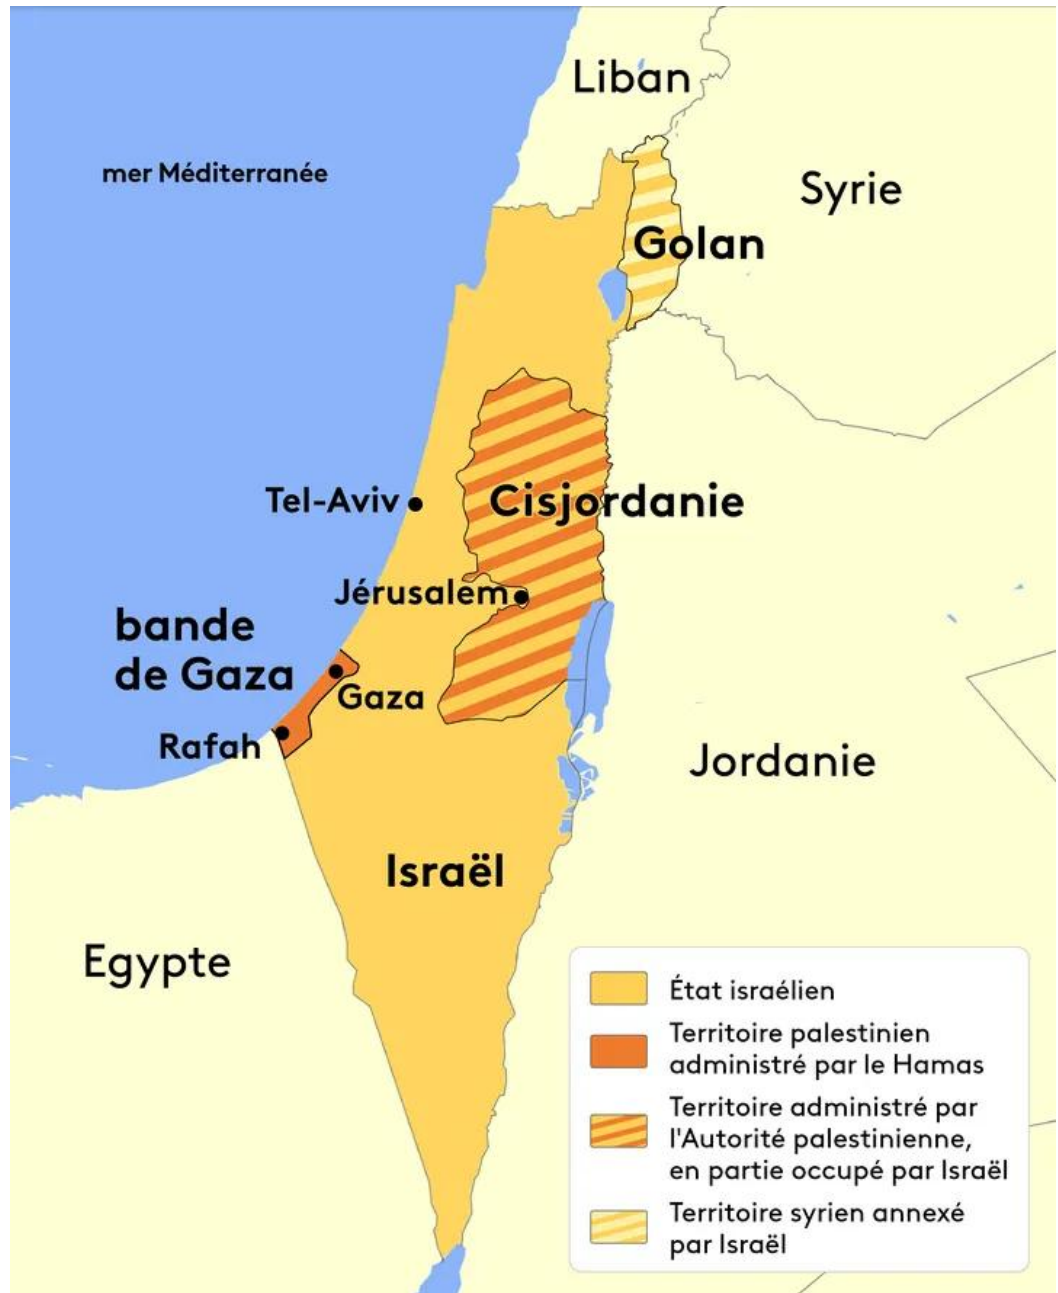 Liban
mer Méditerranée
Syrie
Golan
Tel-Aviv
Cisjordanie
Jérusalem
bande
de Gaza
Gaza
Rafah
Jordanie
Israël
Egypte
État israélien
Territoire palestinien
administré par le Hamas
Territoire administré par
l'Autorité palestinienne,
en partie occupé par Israël
Territoire syrien annexé
par Israël